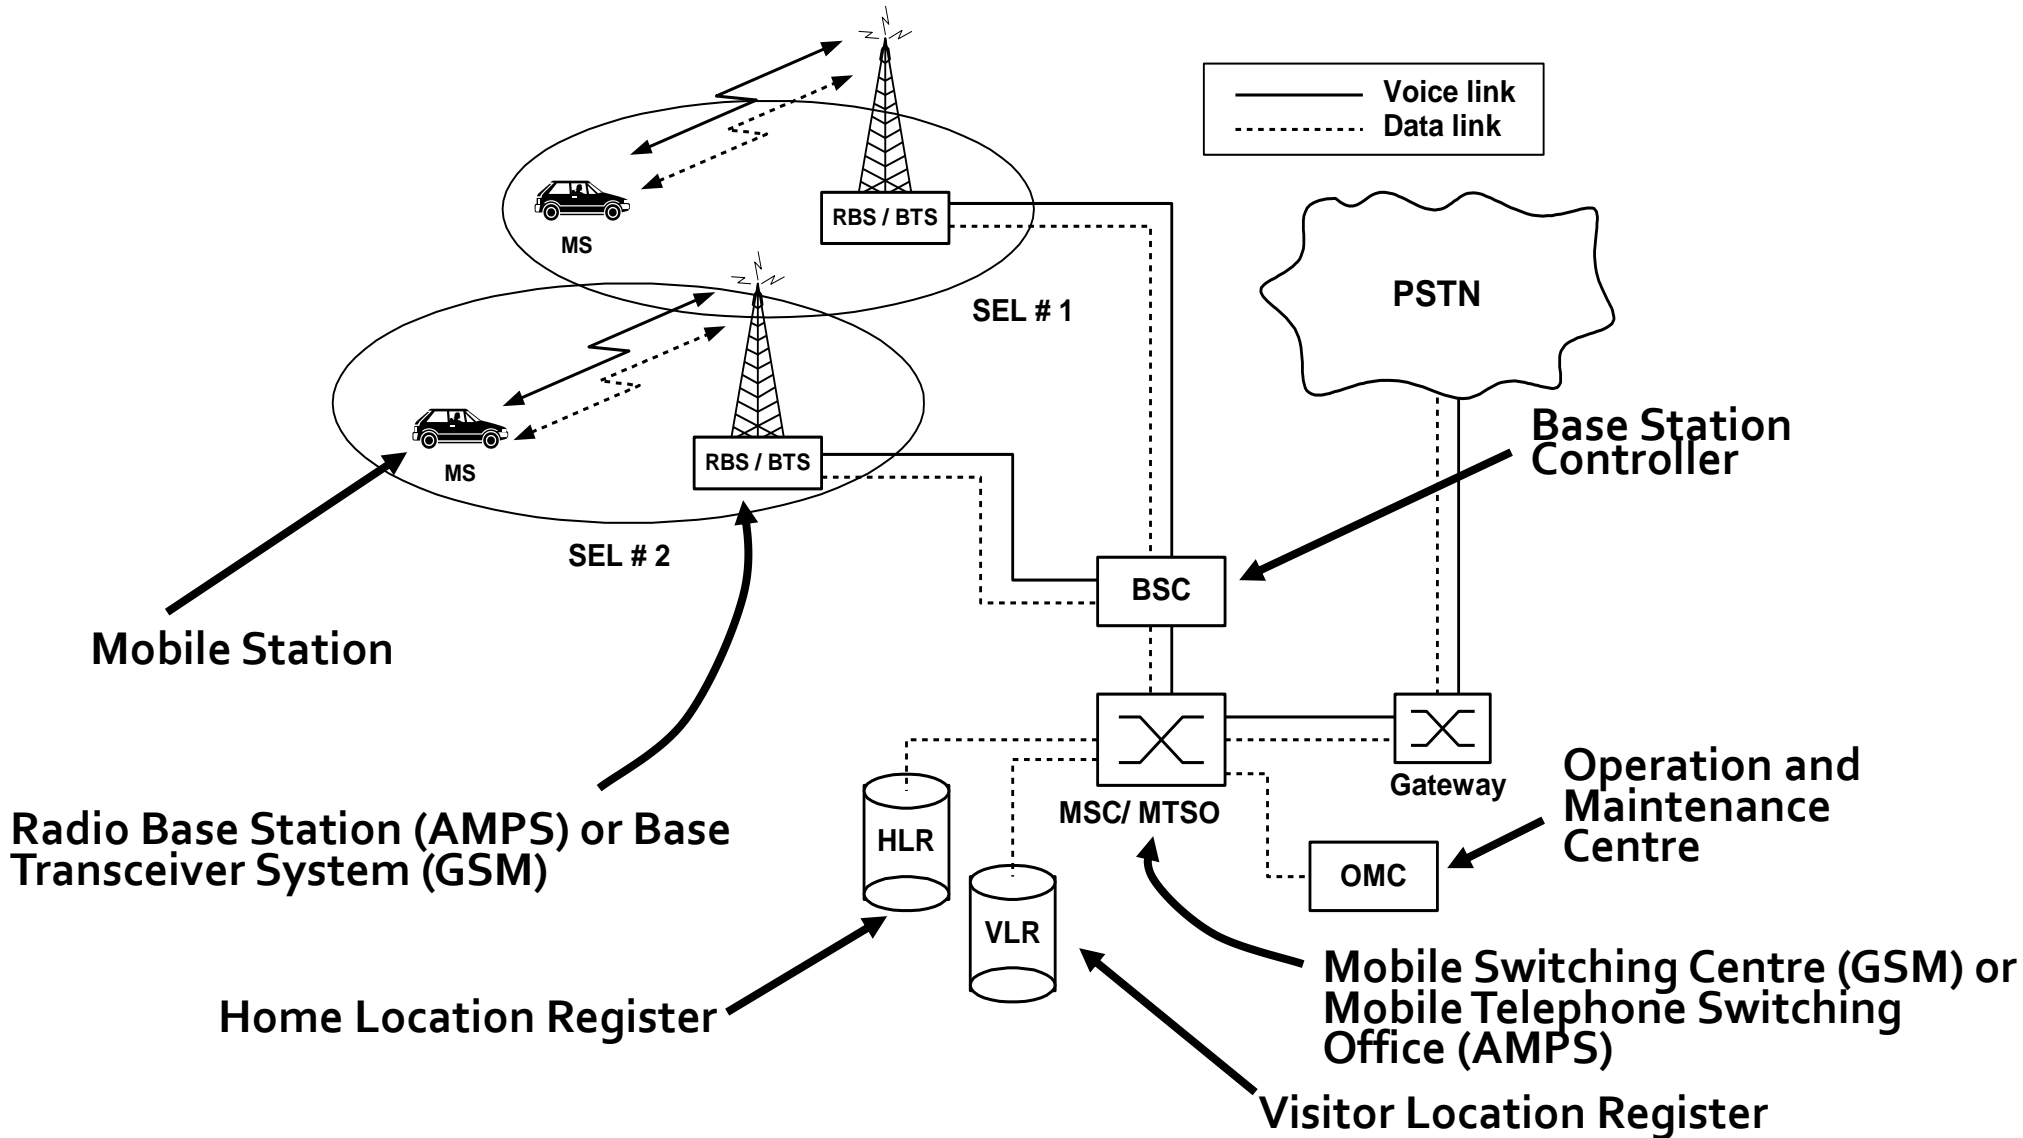 Voice link
Data link
RBS / BTS
MS
PSTN
SEL # 1
Base Station
Controller
RBS / BTS
MS
SEL # 2
BSC
Mobile Station
Gateway
Operation and
Maintenance
Centre
MSC/ MTSO
Radio Base Station (AMPS) or Base
Transceiver System (GSM)
HLR
OMC
VLR
Home Location Register
Mobile Switching Centre (GSM) or
Mobile Telephone Switching
Office (AMPS)
Visitor Location Register